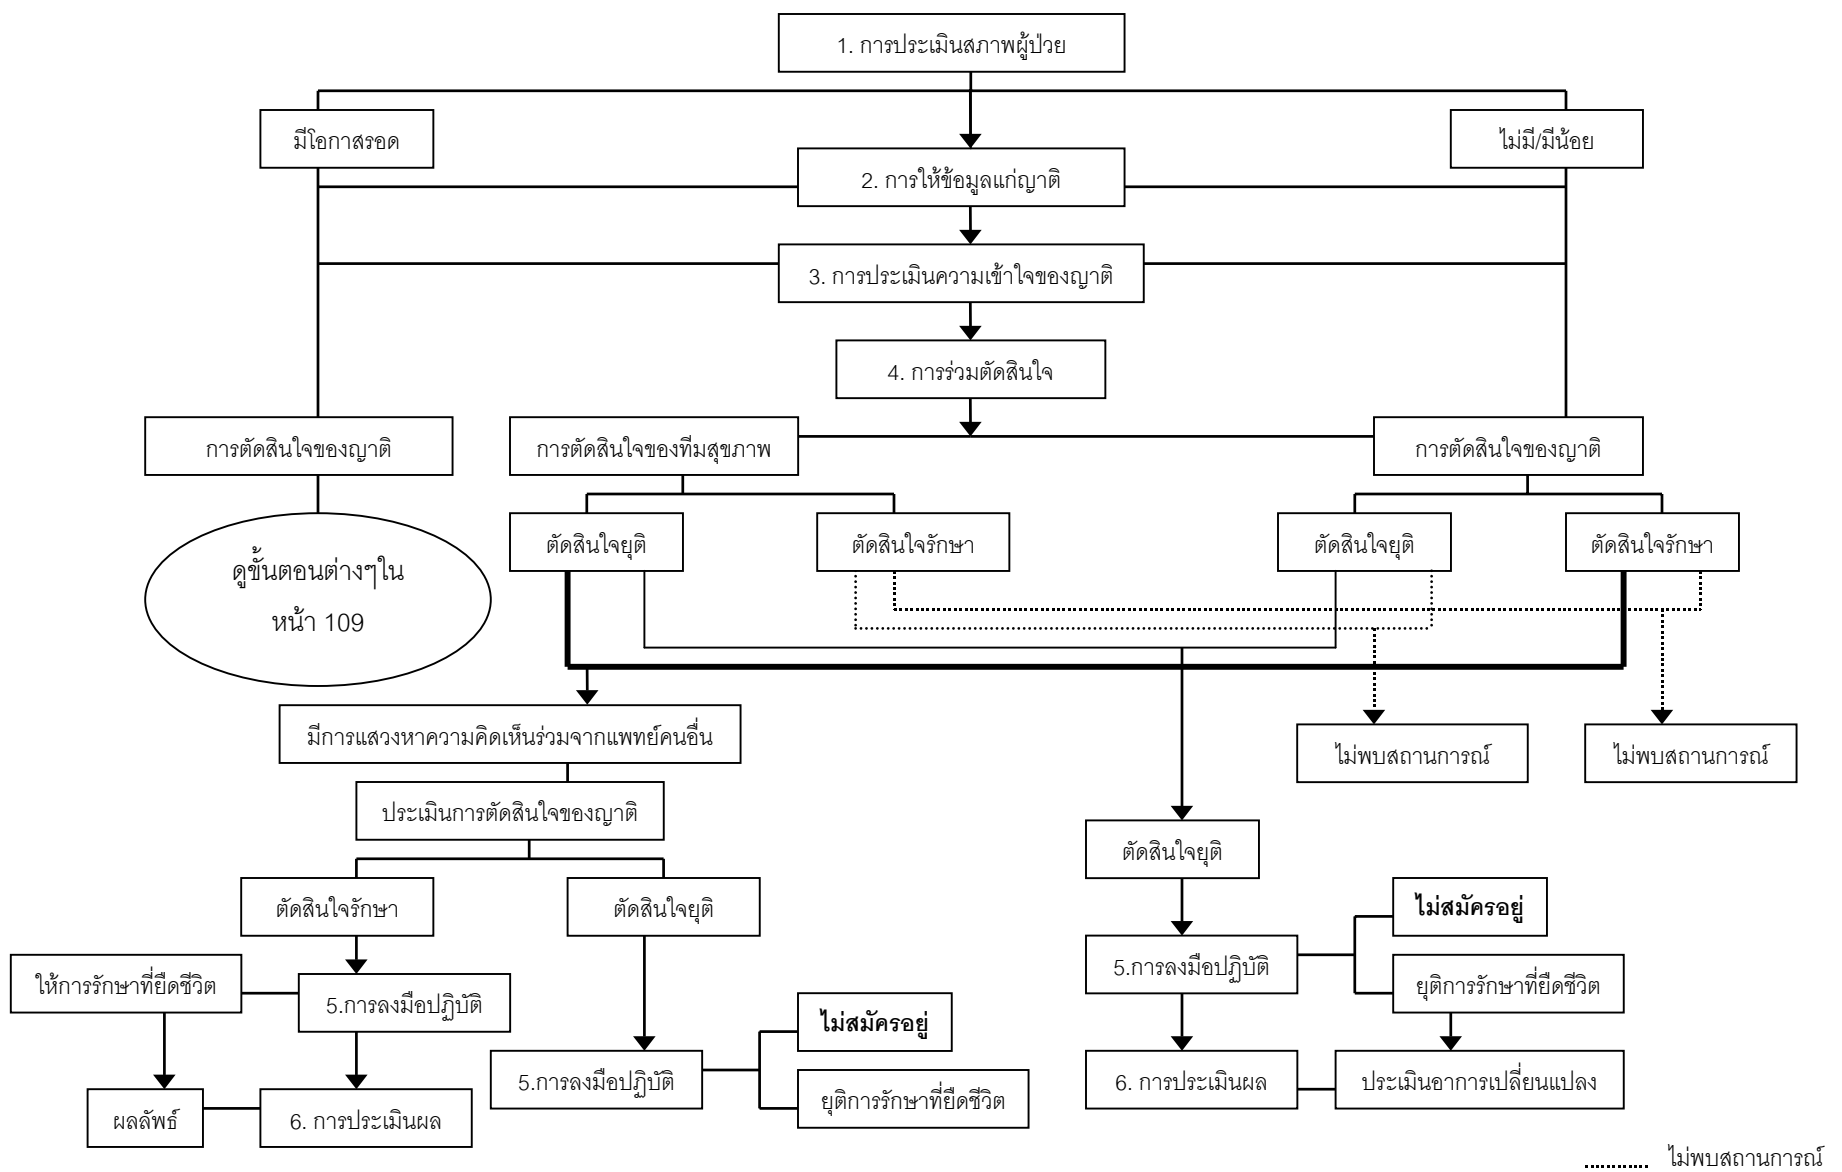 1. การประเมินสภาพผู้ป่วย
มีโอกาสรอด
ไม่มี/มีน้อย
2. การให้ข้อมูลแก่ญาติ
3. การประเมินความเข้าใจของญาติ
4. การร่วมตัดสินใจ
การตัดสินใจของญาติ
การตัดสินใจของทีมสุขภาพ
การตัดสินใจของญาติ
ดูขั้นตอนต่างๆใน
หน้า 109
ตัดสินใจยุติ
ตัดสินใจรักษา
ตัดสินใจยุติ
ตัดสินใจรักษา
มีการแสวงหาความคิดเห็นร่วมจากแพทย์คนอื่น
ไม่พบสถานการณ์
ไม่พบสถานการณ์
ประเมินการตัดสินใจของญาติ
ตัดสินใจยุติ
ตัดสินใจรักษา
ตัดสินใจยุติ
ไม่สมัครอยู่
5.การลงมือปฏิบัติ
ยุติการรักษาที่ยืดชีวิต
ให้การรักษาที่ยืดชีวิต
5.การลงมือปฏิบัติ
ไม่สมัครอยู่
5.การลงมือปฏิบัติ
ยุติการรักษาที่ยืดชีวิต
6. การประเมินผล
ประเมินอาการเปลี่ยนแปลง
ผลลัพธ์
6. การประเมินผล
ไม่พบสถานการณ์